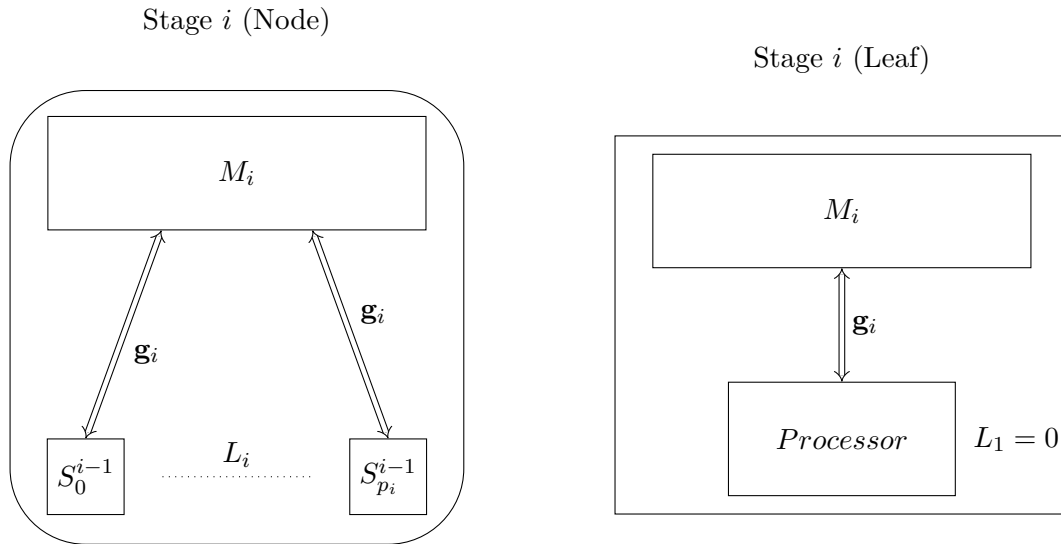 Stage i (Node)
M_i
g_i
g_i
L_i
S_0^{i-1}
S_{p_i}^{i-1}
Stage i (Leaf)
M_i
g_i
Processor
L_1 = 0